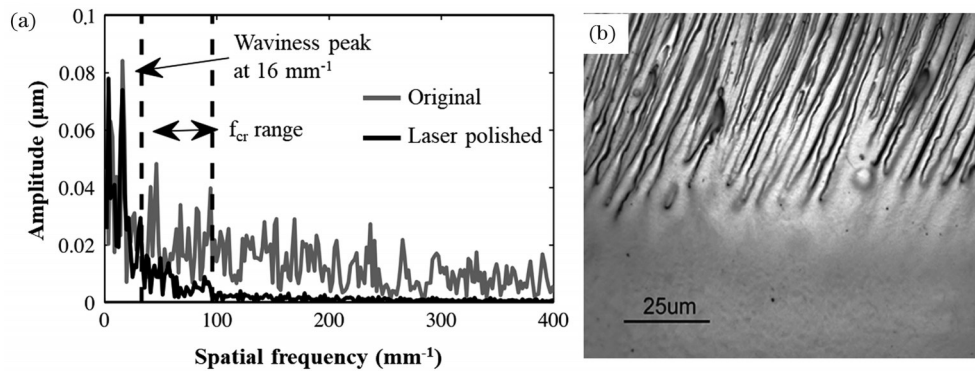 (a)
0.1
0.08
0.06
0.04
0.02
0
Amplitude (μm)
Waviness peak
at 16 mm⁻¹
f_cr range
Original
Laser polished
0
100
200
300
400
Spatial frequency (mm⁻¹)
(b)
25um